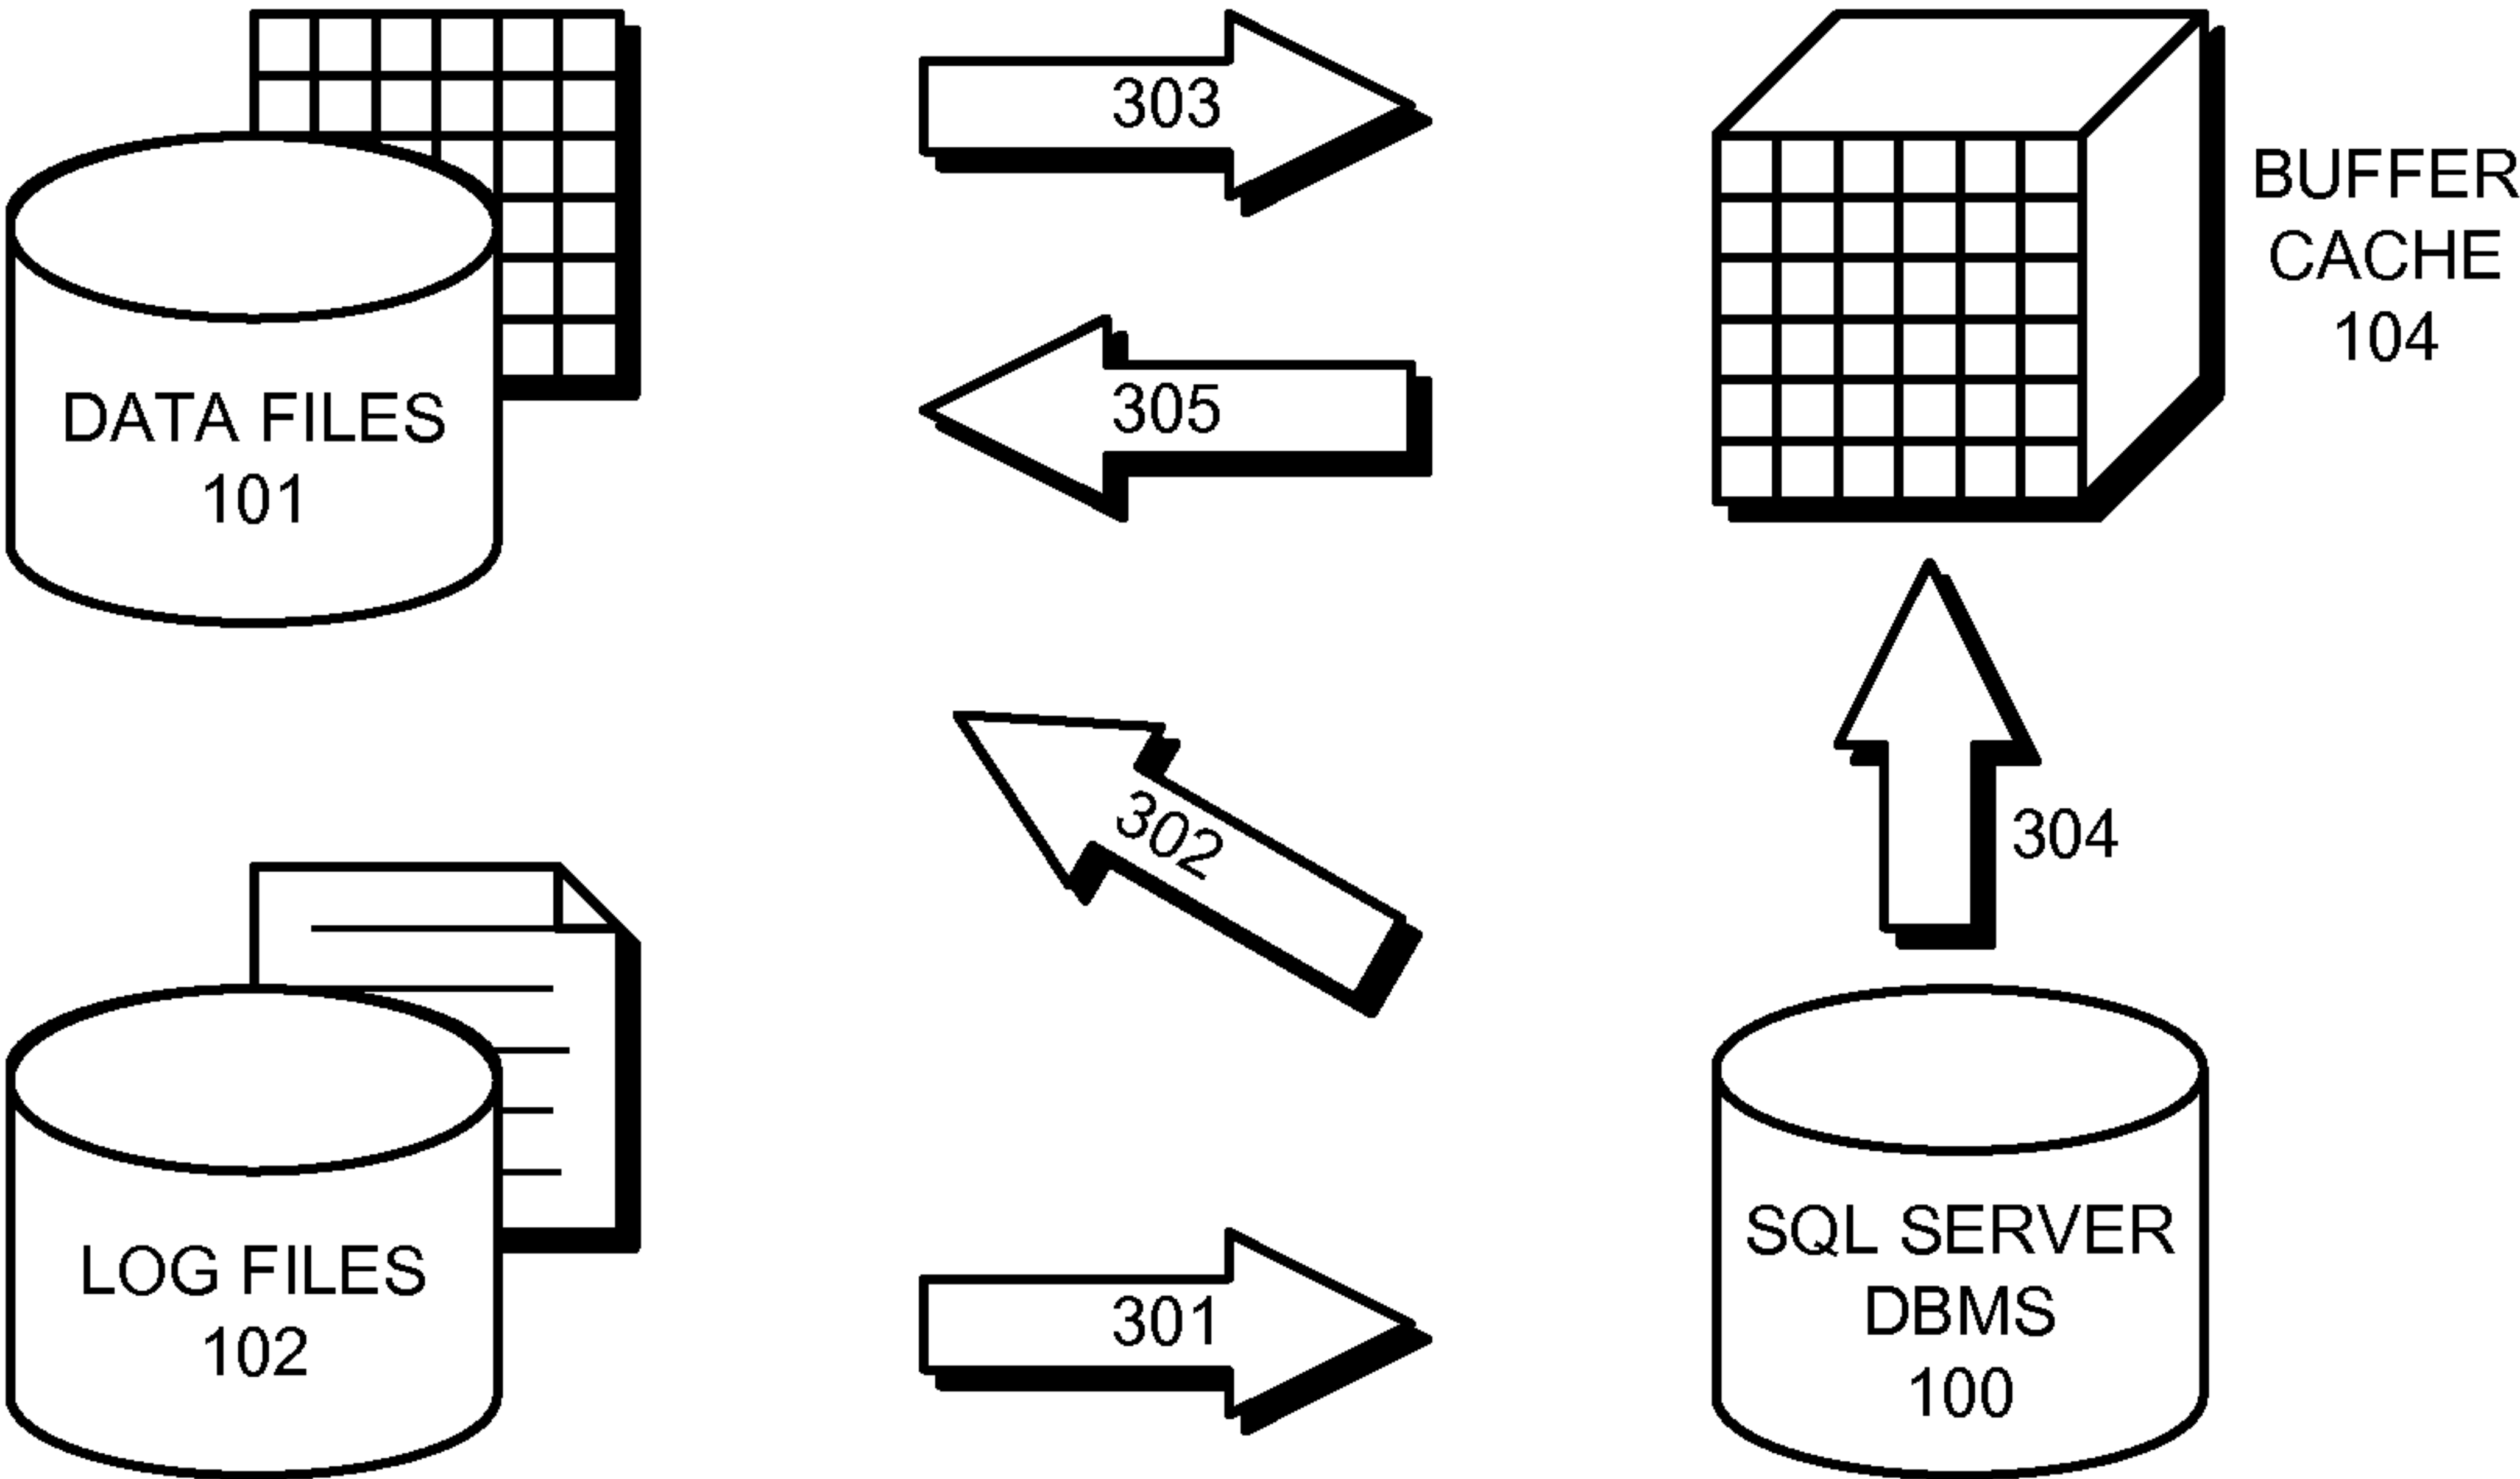 303
BUFFER
CACHE
104
305
DATA FILES
101
302
304
LOG FILES
102
301
SQL SERVER
DBMS
100